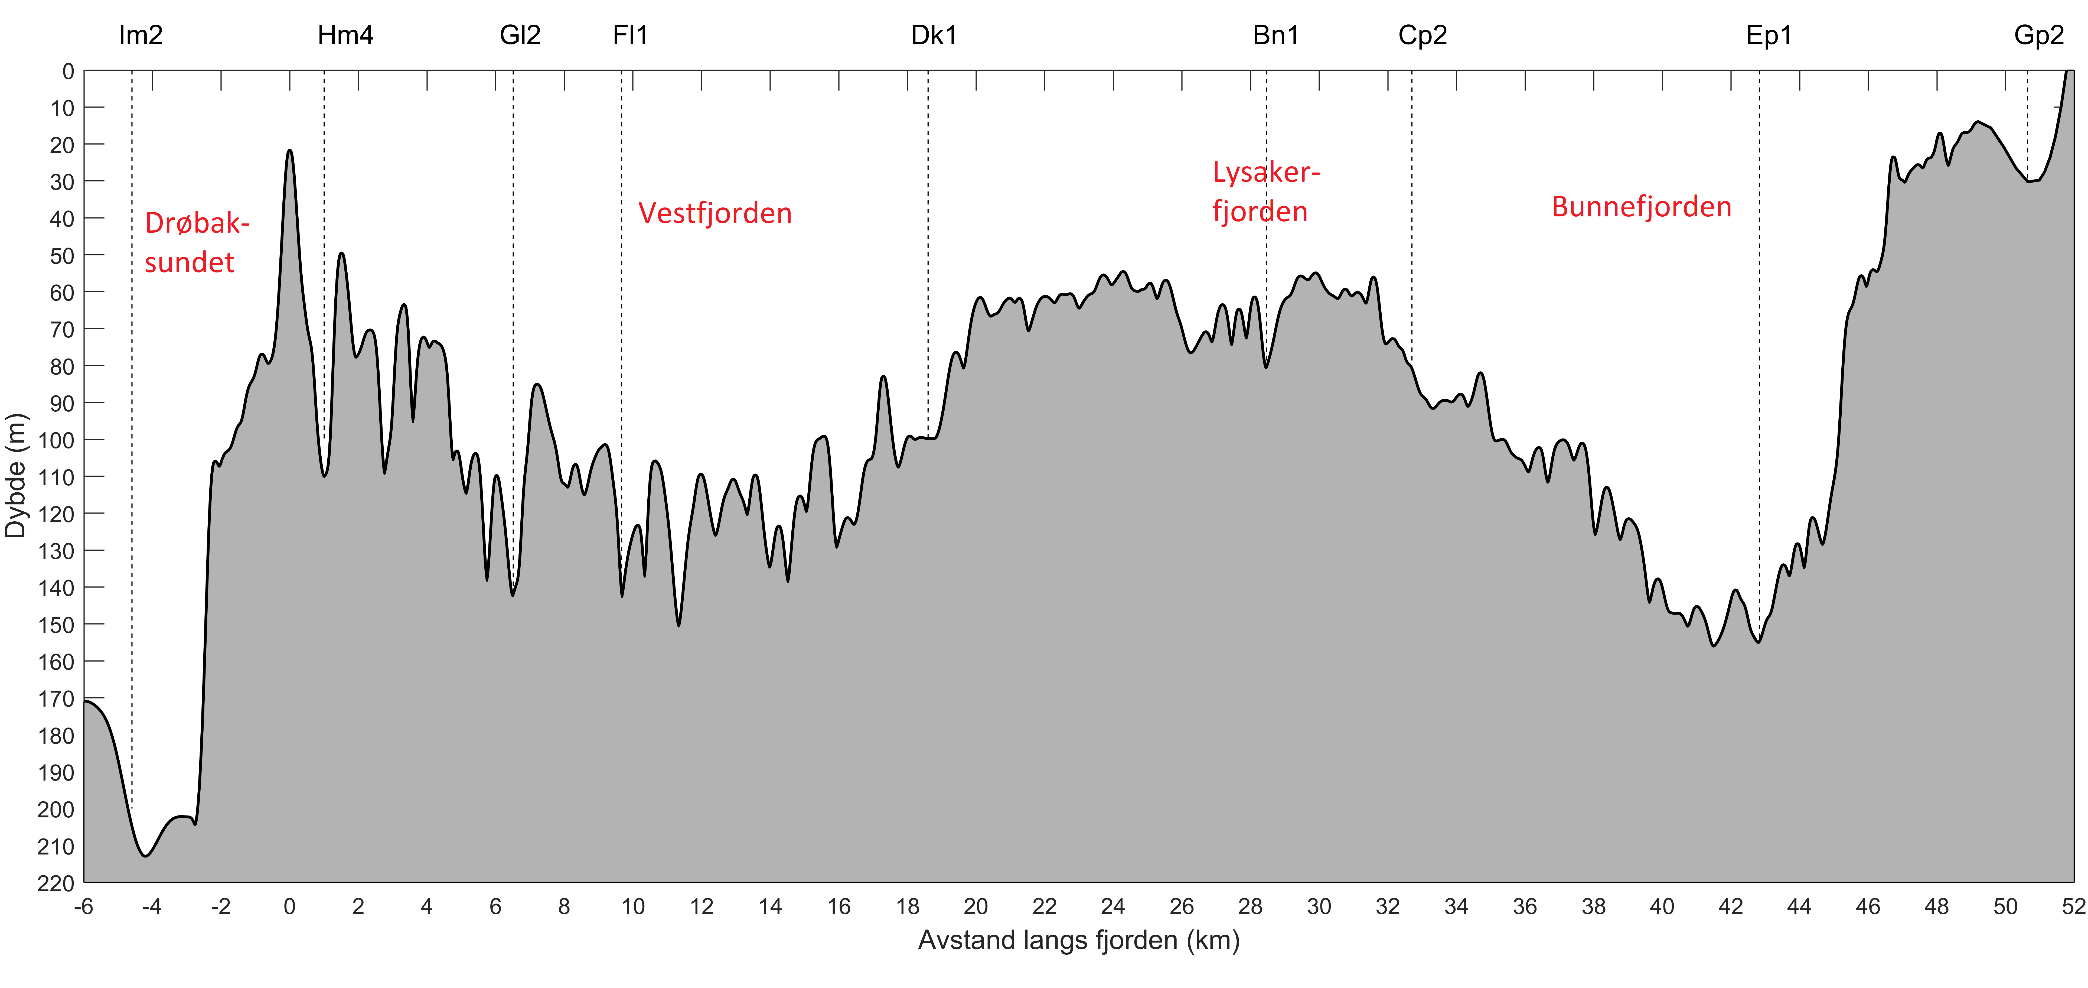 Im2 Hm4 Gl2 Fl1 Dk1 Bn1 Cp2 Ep1 Gp2
0
10
20
30
40
50
60
70
80
90
100
110
120
130
140
150
160
170
180
190
200
210
220
Dybde (m)
Drøbak-
sundet
Vestfjorden
Lysaker-
fjorden
Bunnefjorden
-6 -4 -2 0 2 4 6 8 10 12 14 16 18 20 22 24 26 28 30 32 34 36 38 40 42 44 46 48 50 52
Avstand langs fjorden (km)